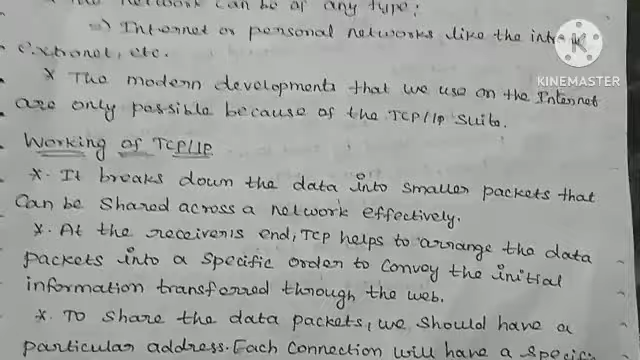 The network can be of any type:
=) Internet or personal networks like the
extranet, etc.
* The modern developments that we use on the Internet
are only possible because of the TCP/IP Suite.
Working of TCP/IP
*. It breaks down the data into smaller packets that
Can be Shared across a network effectively.
*. At the receiver's end, TCP helps to arrange the data
packets into a Specific order to Convey the initial
information transferred through the web.
*. To share the data packets, we should have a
particular address. Each Connection will have a Specifi
KINEMASTER